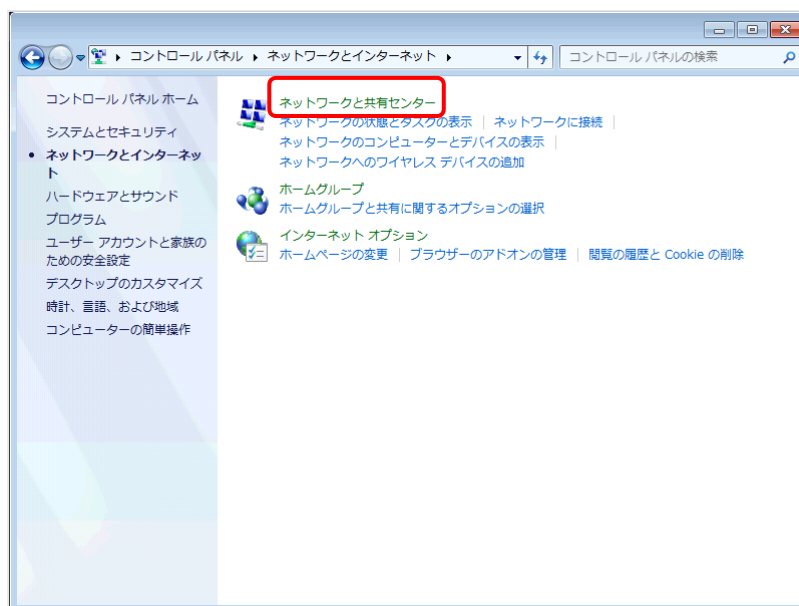 コントロール パネル ネットワークとインターネット
コントロール パネルの検索
コントロール パネル ホーム
システムとセキュリティ
ネットワークとインターネッ
ト
ハードウェアとサウンド
プログラム
ユーザー アカウントと家族の
ための安全設定
デスクトップのカスタマイズ
時計、言語、および地域
コンピューターの簡単操作
ネットワークと共有センター
ネットワークの状態とタスクの表示 ネットワークに接続
ネットワークのコンピューターとデバイスの表示
ネットワークへのワイヤレス デバイスの追加
ホームグループ
ホームグループと共有に関するオプションの選択
インターネット オプション
ホームページの変更 ブラウザーのアドオンの管理 閲覧の履歴と Cookie の削除